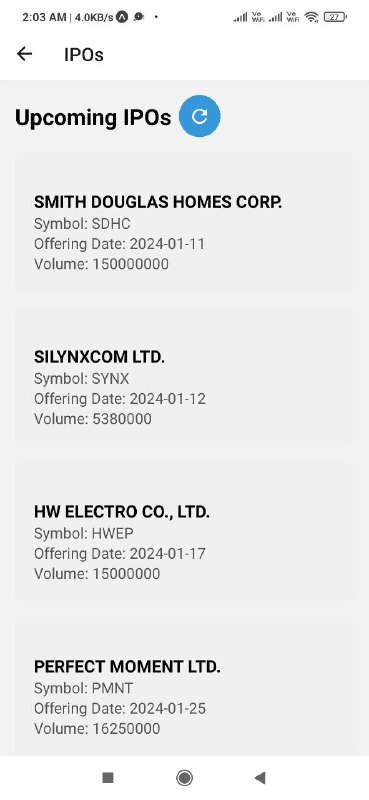 2:03 AM | 4.0KB/s
Vo WiFi Vo WiFi 27
IPOs
Upcoming IPOs
SMITH DOUGLAS HOMES CORP.
Symbol: SDHC
Offering Date: 2024-01-11
Volume: 150000000
SILYNXCOM LTD.
Symbol: SYNX
Offering Date: 2024-01-12
Volume: 5380000
HW ELECTRO CO., LTD.
Symbol: HWEP
Offering Date: 2024-01-17
Volume: 15000000
PERFECT MOMENT LTD.
Symbol: PMNT
Offering Date: 2024-01-25
Volume: 16250000